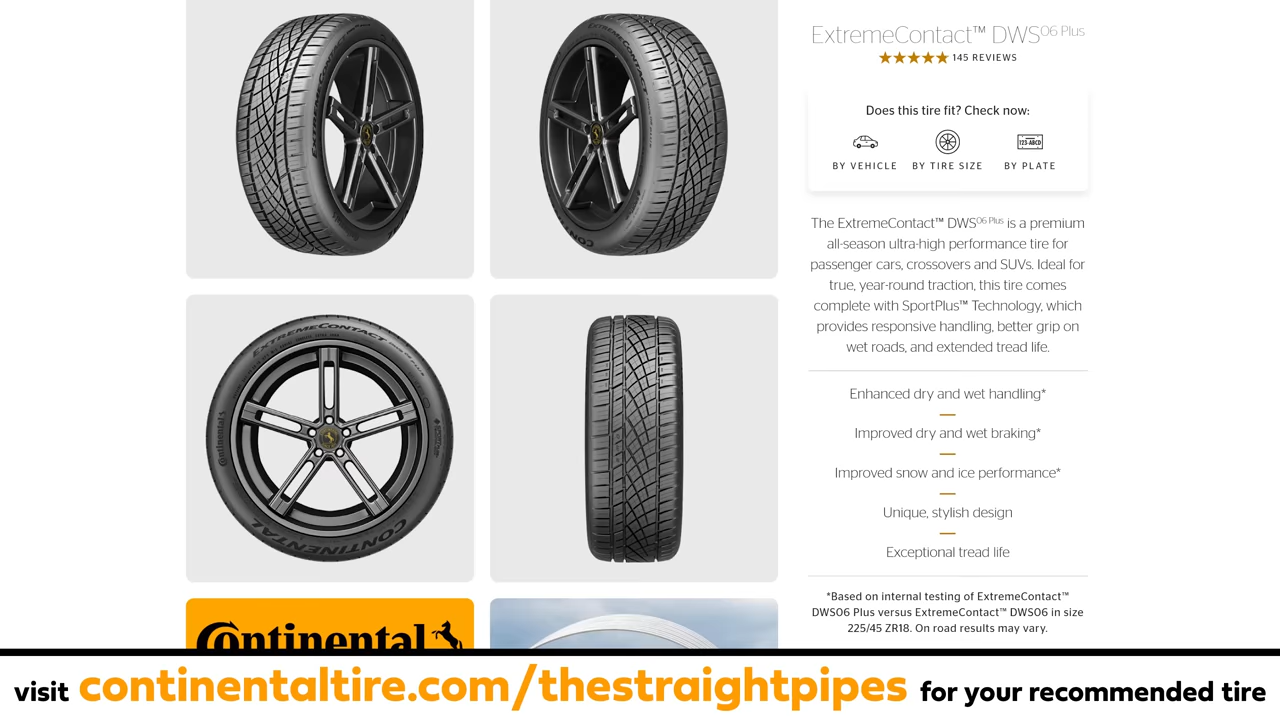 ExtremeContact™ DWS06 Plus
145 REVIEWS
Does this tire fit? Check now:
123-ABCD
BY VEHICLE BY TIRE SIZE BY PLATE
The ExtremeContact™ DWS06 Plus is a premium
all-season ultra-high performance tire for
passenger cars, crossovers and SUVs. Ideal for
true, year-round traction, this tire comes
complete with SportPlus™ Technology, which
provides responsive handling, better grip on
wet roads, and extended tread life.
Enhanced dry and wet handling*
Improved dry and wet braking*
Improved snow and ice performance*
Unique, stylish design
Exceptional tread life
*Based on internal testing of ExtremeContact™
DWS06 Plus versus ExtremeContact™ DWS06 in size
225/45 ZR18. On road results may vary.
EXTREMECONTACT
Continental
CONTINENTAL
Continental
visit continentaltire.com/thestraightpipes for your recommended tire